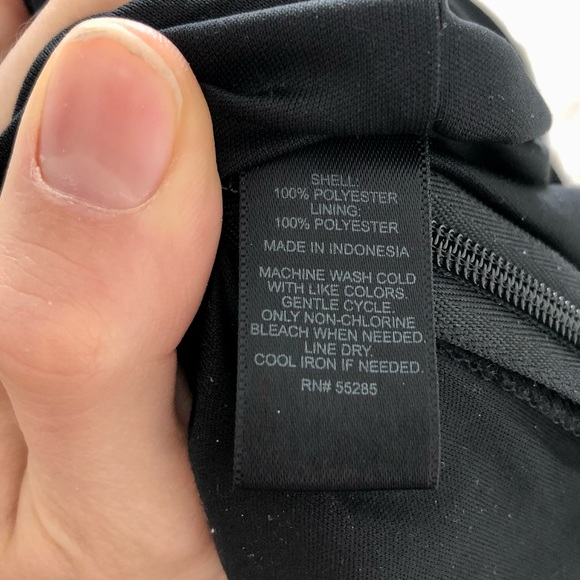 SHELL:
100% POLYESTER
LINING:
100% POLYESTER
MADE IN INDONESIA
MACHINE WASH COLD
WITH LIKE COLORS.
GENTLE CYCLE.
ONLY NON-CHLORINE
BLEACH WHEN NEEDED.
LINE DRY.
COOL IRON IF NEEDED.
RN# 55285